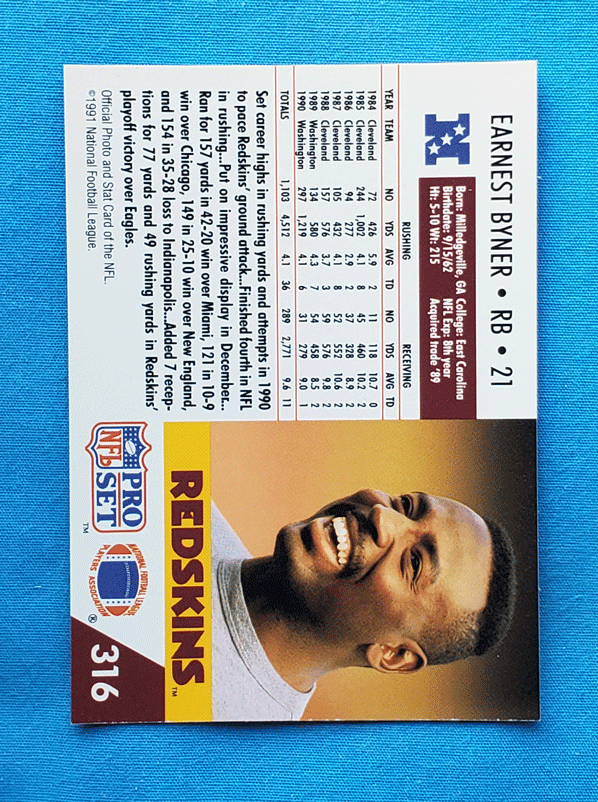 EARNEST BYNER • RB • 21
N
Born: Milledgeville, GA College: East Carolina
Birthdate: 9/15/62 NFL Exp: 8th year
Ht: 5-10 Wt: 215 Acquired trade '89
RUSHING RECEIVING
YEAR TEAM NO YDS AVG TD NO YDS AVG TD
1984 Cleveland 72 426 5.9 2 11 118 10.7 0
1985 Cleveland 244 1,002 4.1 8 45 460 10.2 2
1986 Cleveland 94 277 2.9 2 37 328 8.9 2
1987 Cleveland 105 432 4.1 8 52 552 10.6 2
1988 Cleveland 157 576 3.7 3 59 576 9.8 2
1989 Washington 134 580 4.3 7 54 458 8.5 2
1990 Washington 297 1,219 4.1 6 31 279 9.0 1
TOTALS 1,103 4,512 4.1 36 289 2,771 9.6 11
Set career highs in rushing yards and attempts in 1990
to pace Redskins' ground attack...Finished fourth in NFL
in rushing...Put on impressive display in December...
Ran for 157 yards in 42-20 win over Miami, 121 in 10-9
win over Chicago, 149 in 25-10 win over New England,
and 154 in 35-28 loss to Indianapolis...Added 7 recep-
tions for 77 yards and 49 rushing yards in Redskins'
playoff victory over Eagles.
Official Photo and Stat Card of the NFL.
©1991 National Football League.
REDSKINS™
NFL
PRO
SET™
NATIONAL FOOTBALL LEAGUE
PLAYERS ASSOCIATION ®
316